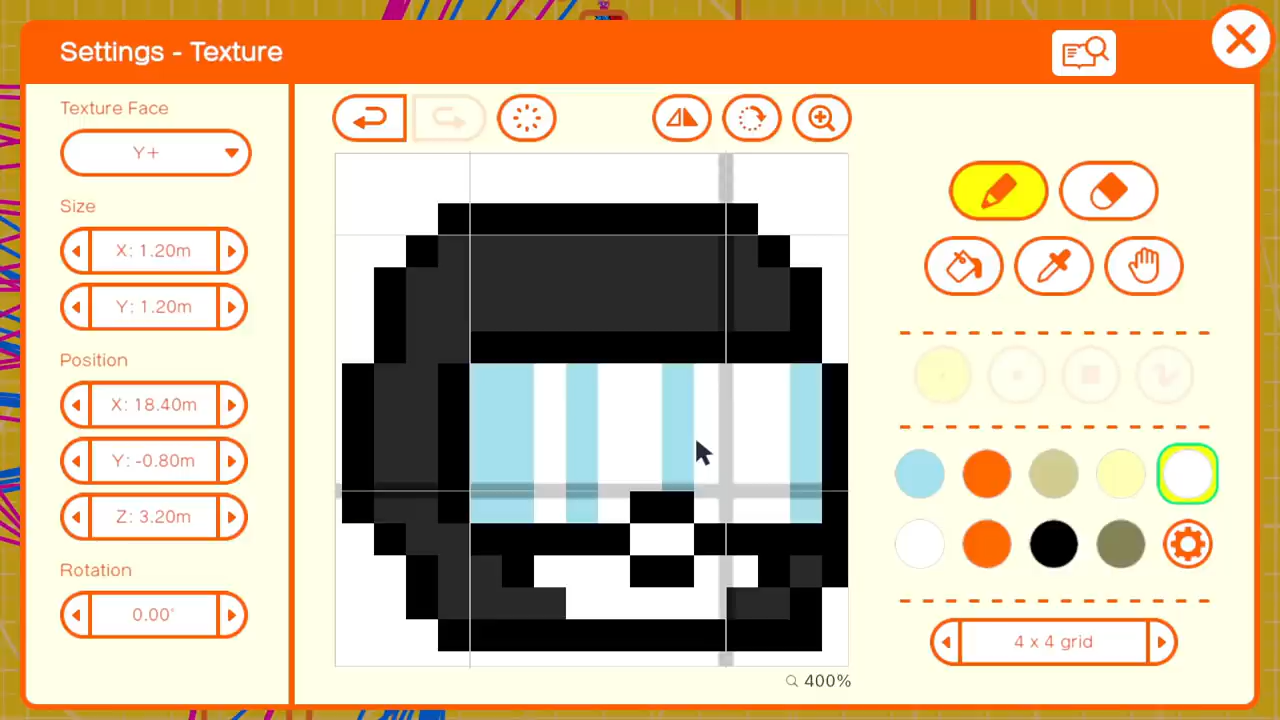 Settings - Texture
Texture Face
Y+
Size
X: 1.20m
Y: 1.20m
Position
X: 18.40m
Y: -0.80m
Z: 3.20m
Rotation
0.00°
4 x 4 grid
400%